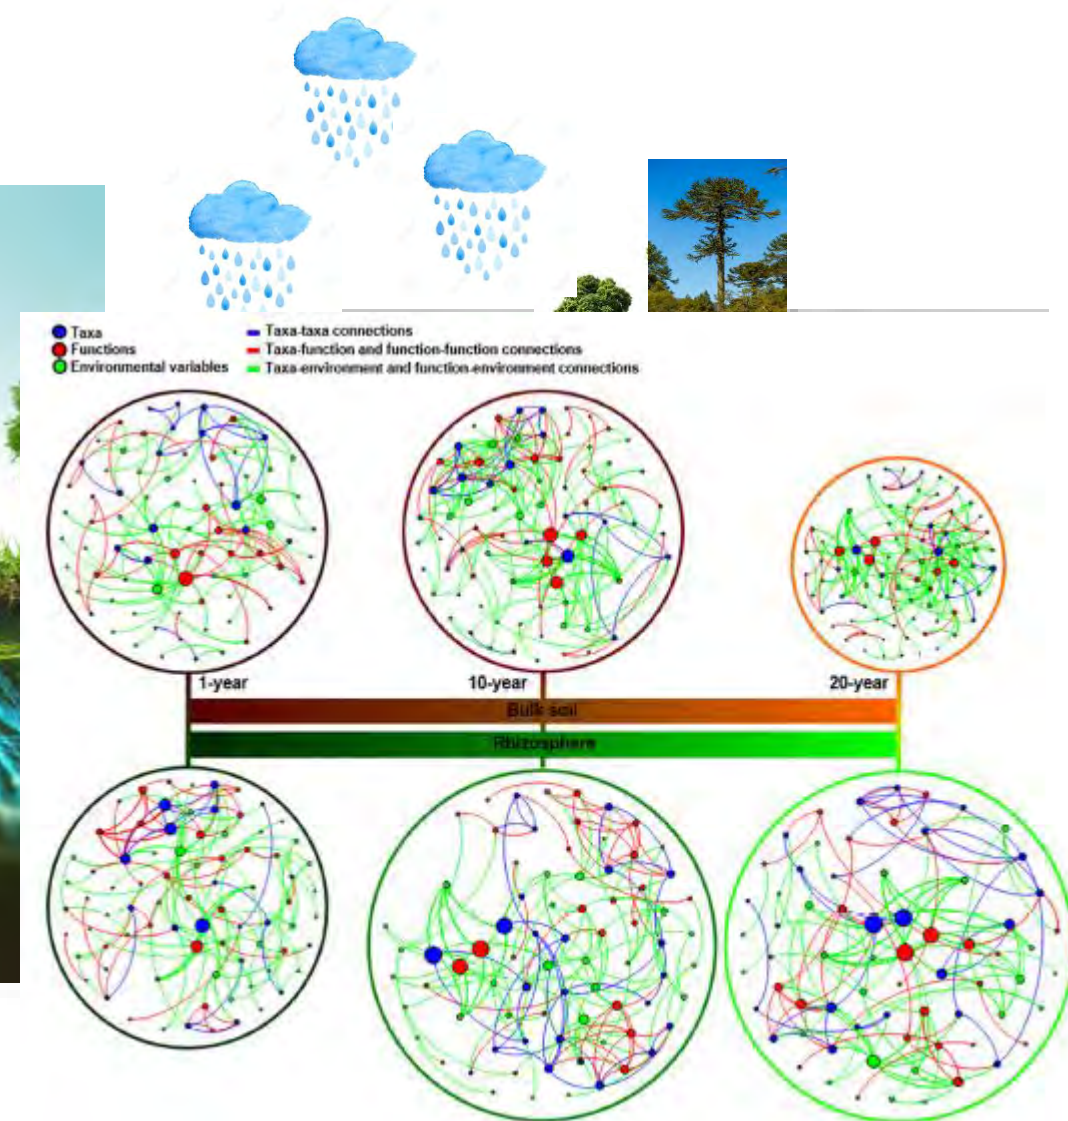 Taxa
Taxa-taxa connections
Functions
Taxa-function and function-function connections
Environmental variables
Taxa-environment and function-environment connections
1-year
10-year
20-year
Bulk soil
Rhizosphere